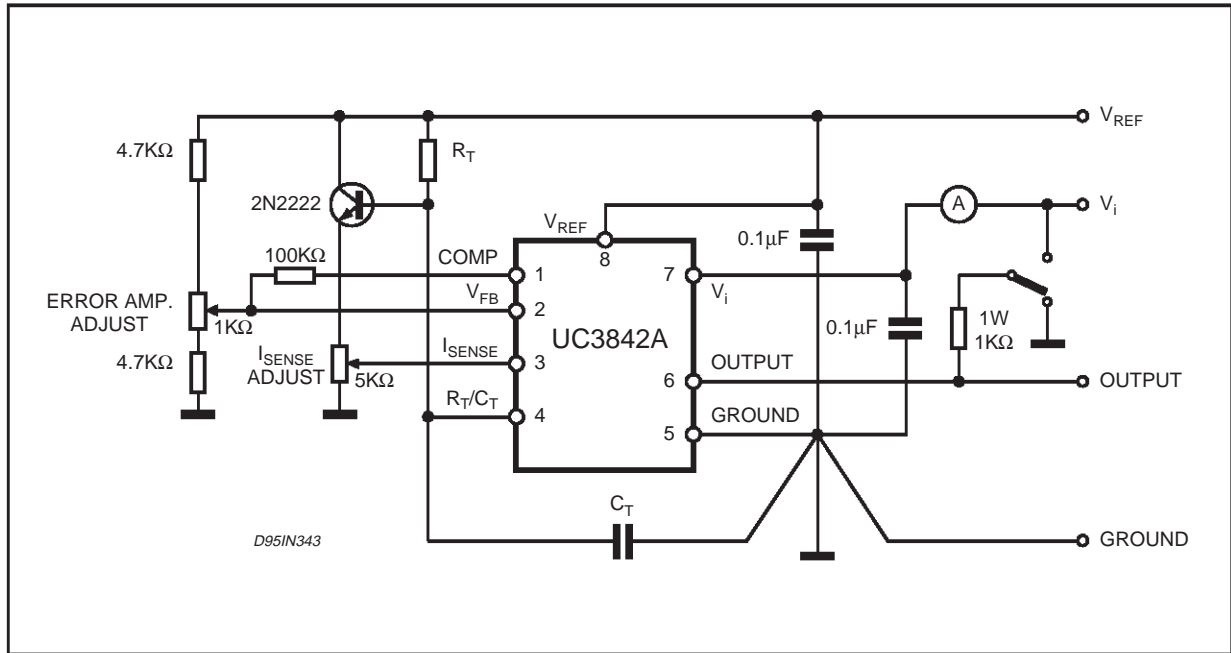 V_REF
4.7KΩ
R_T
2N2222
A
V_i
V_REF
8
0.1µF
100KΩ
COMP
1
7
V_i
ERROR AMP.
ADJUST
1KΩ
V_FB
2
UC3842A
0.1µF
1W
1KΩ
4.7KΩ
I_SENSE
ADJUST
5KΩ
I_SENSE
3
OUTPUT
6
OUTPUT
R_T/C_T
4
GROUND
5
C_T
D95IN343
GROUND